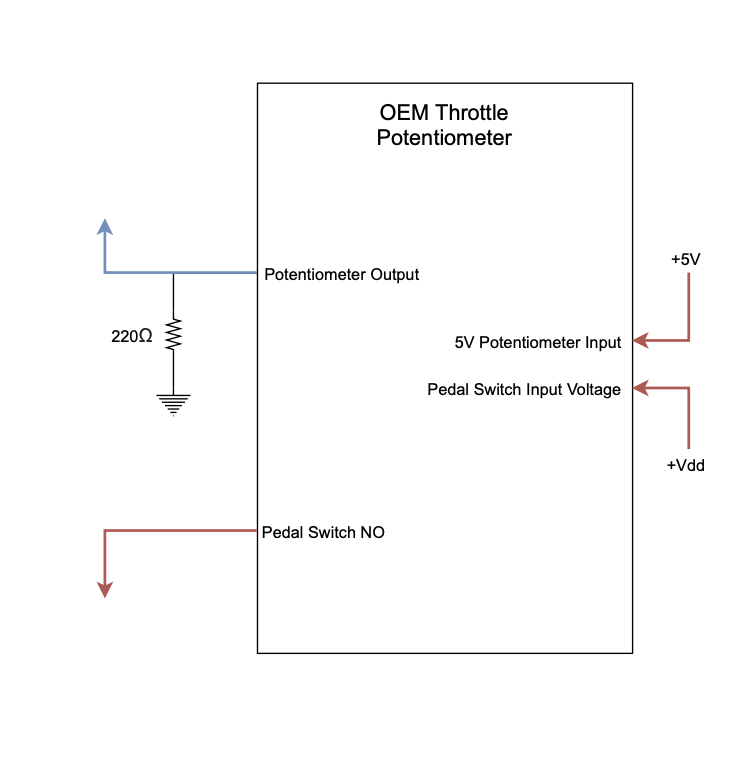 OEM Throttle
Potentiometer
+5V
Potentiometer Output
220Ω
5V Potentiometer Input
Pedal Switch Input Voltage
+Vdd
Pedal Switch NO